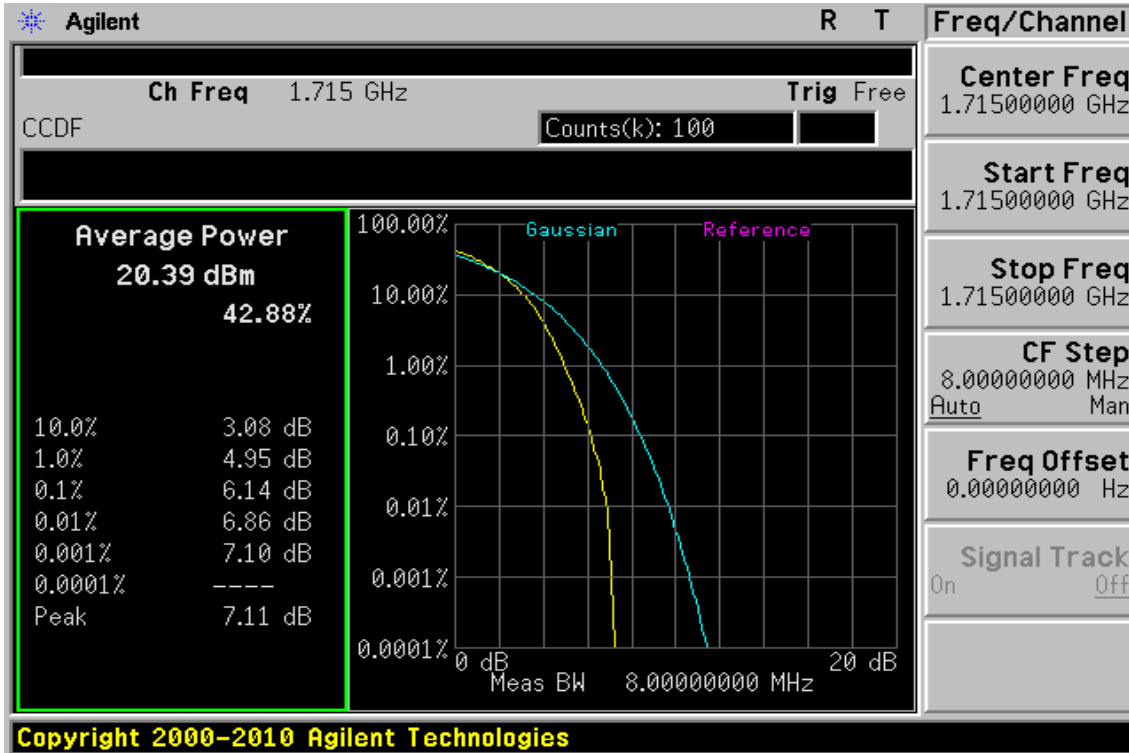 Agilent R T
Ch Freq 1.715 GHz Trig Free
CCDF Counts(k): 100
Average Power
20.39 dBm
42.88%
10.0% 3.08 dB
1.0% 4.95 dB
0.1% 6.14 dB
0.01% 6.86 dB
0.001% 7.10 dB
0.0001% ----
Peak 7.11 dB
Gaussian Reference
100.00%
10.00%
1.00%
0.10%
0.01%
0.001%
0.0001%
0 dB 20 dB
Meas BW 8.00000000 MHz
Freq/Channel
Center Freq
1.71500000 GHz
Start Freq
1.71500000 GHz
Stop Freq
1.71500000 GHz
CF Step
8.00000000 MHz
Auto Man
Freq Offset
0.00000000 Hz
Signal Track
On Off
Copyright 2000-2010 Agilent Technologies